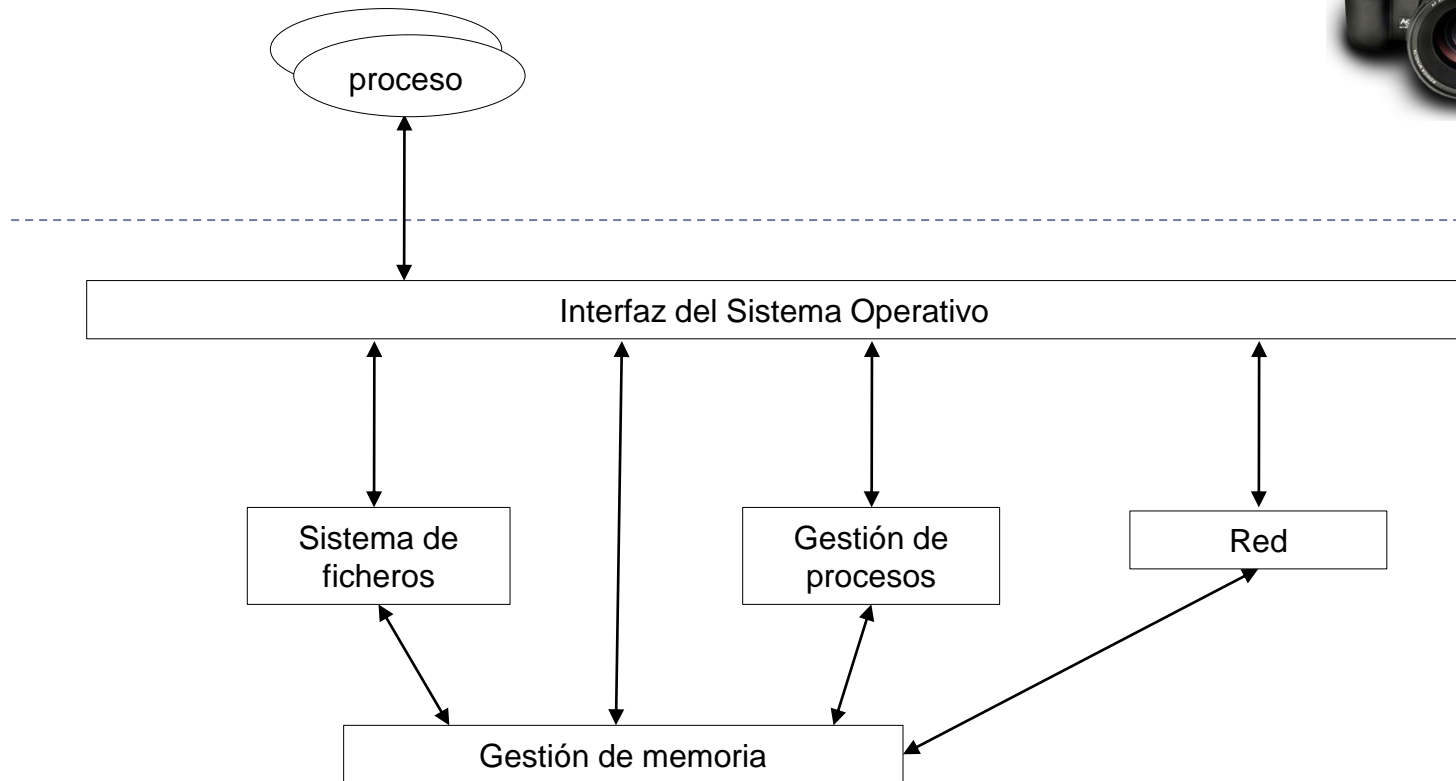 proceso
Interfaz del Sistema Operativo
Sistema de
ficheros
Gestión de
procesos
Red
Gestión de memoria